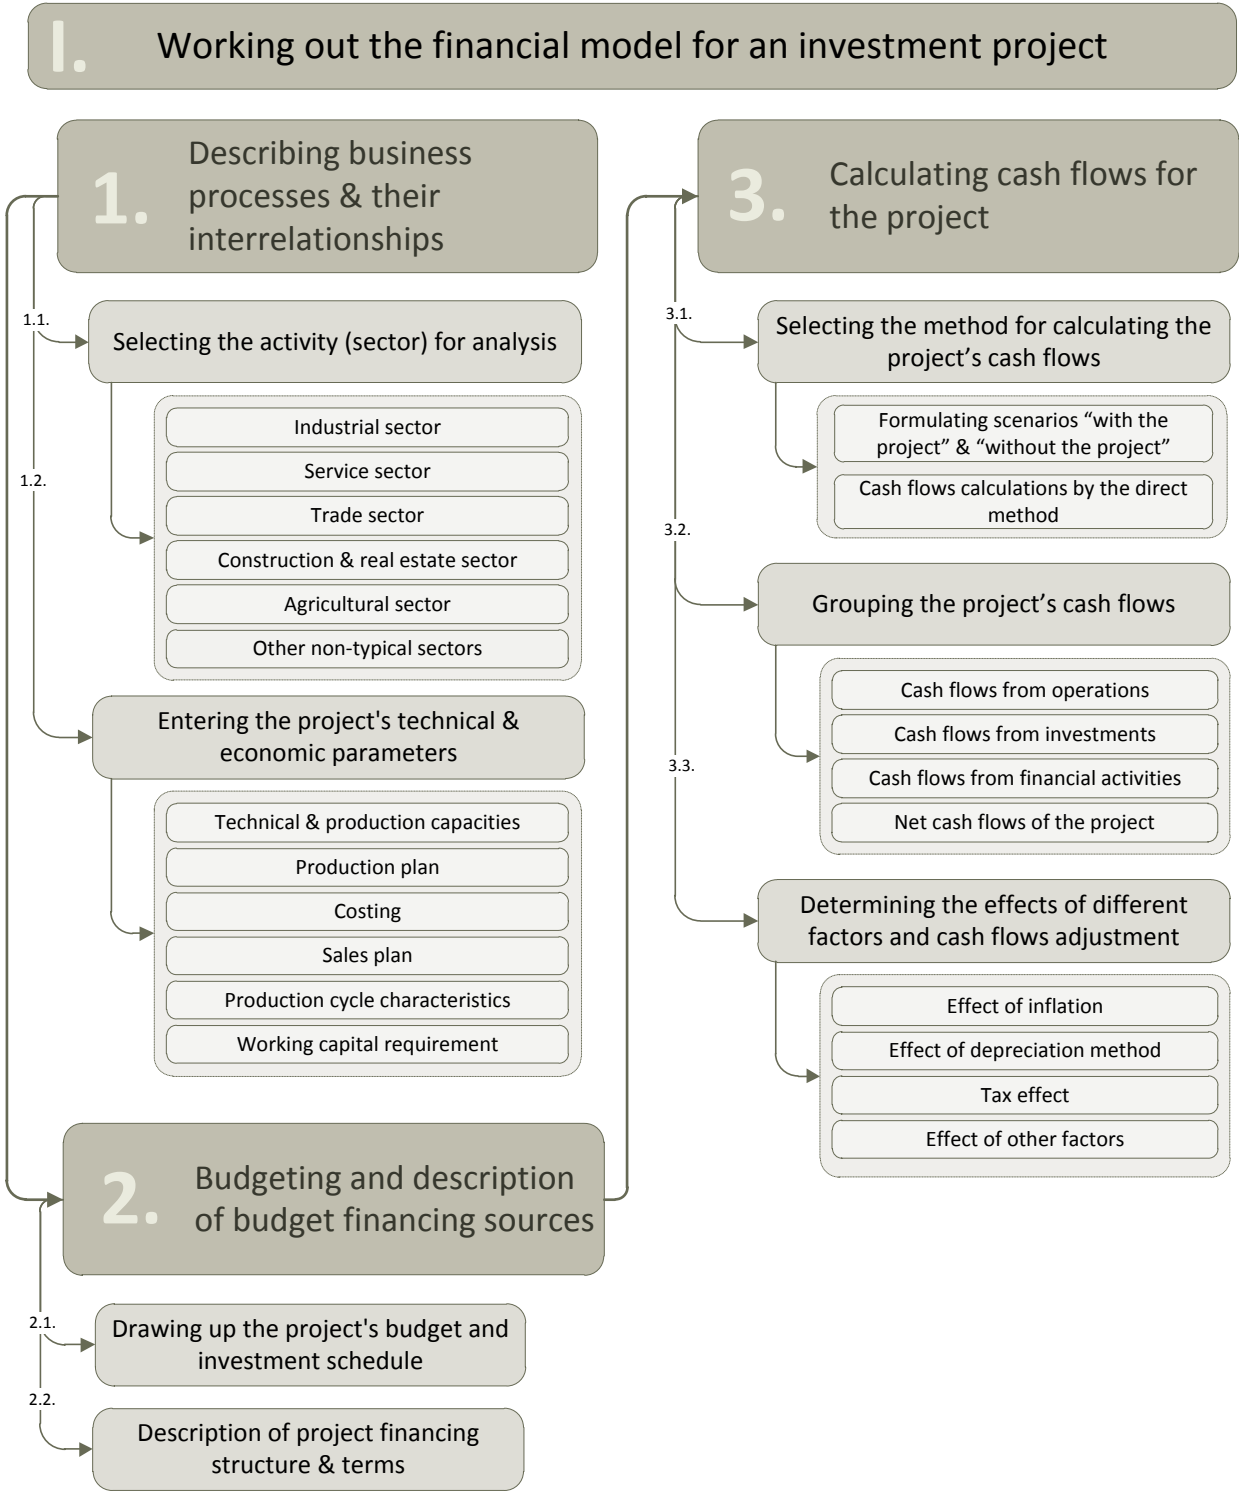 I.
Working out the financial model for an investment project
1.
Describing business
processes & their
interrelationships
1.1.
Selecting the activity (sector) for analysis
Industrial sector
Service sector
Trade sector
Construction & real estate sector
Agricultural sector
Other non-typical sectors
1.2.
Entering the project's technical &
economic parameters
Technical & production capacities
Production plan
Costing
Sales plan
Production cycle characteristics
Working capital requirement
2.
Budgeting and description
of budget financing sources
2.1.
Drawing up the project's budget and
investment schedule
2.2.
Description of project financing
structure & terms
3.
Calculating cash flows for
the project
3.1.
Selecting the method for calculating the
project’s cash flows
Formulating scenarios “with the
project” & “without the project”
Cash flows calculations by the direct
method
3.2.
Grouping the project’s cash flows
Cash flows from operations
Cash flows from investments
Cash flows from financial activities
Net cash flows of the project
3.3.
Determining the effects of different
factors and cash flows adjustment
Effect of inflation
Effect of depreciation method
Tax effect
Effect of other factors